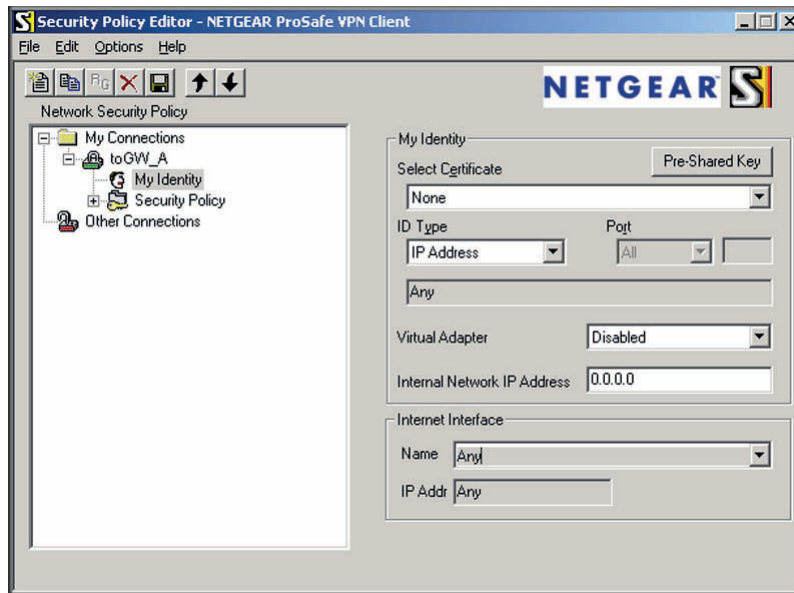 Security Policy Editor - NETGEAR ProSafe VPN Client
File Edit Options Help
NETGEAR
Network Security Policy
My Connections
toGW_A
My Identity
Security Policy
Other Connections
My Identity
Select Certificate
Pre-Shared Key
None
ID Type Port
IP Address All
Any
Virtual Adapter Disabled
Internal Network IP Address 0.0.0.0
Internet Interface
Name Any
IP Addr Any